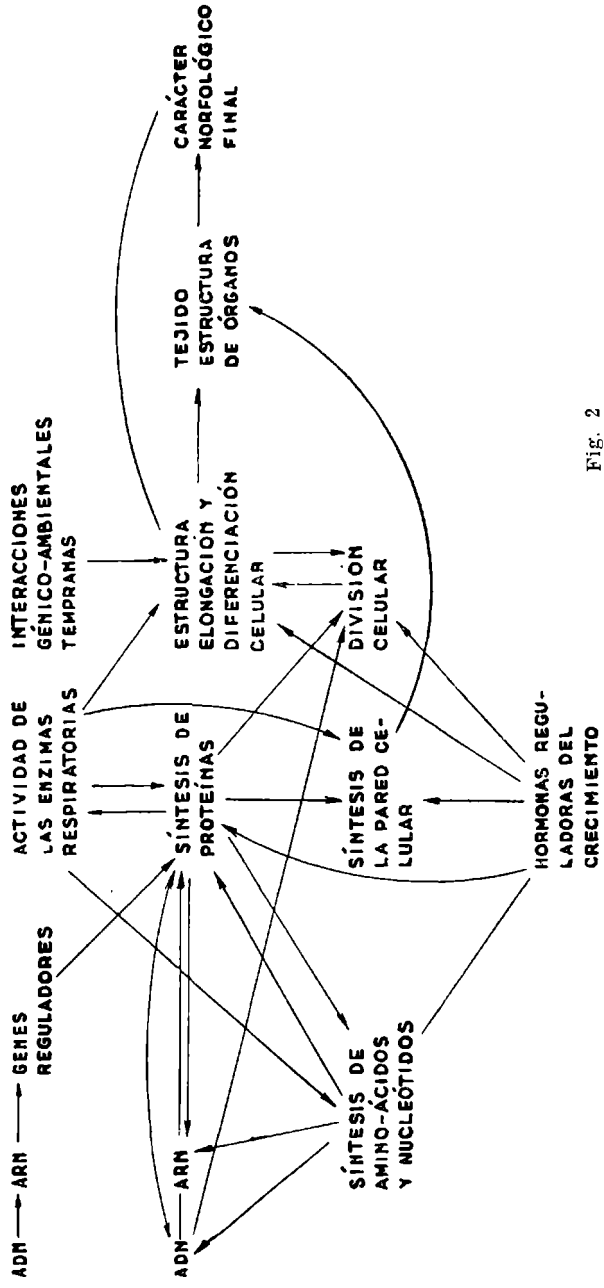 ADN → ARN → GENES
REGULADORES
ACTIVIDAD DE
LAS ENZIMAS
RESPIRATORIAS
INTERACCIONES
GÉNICO-AMBIENTALES
TEMPRANAS
ADN
ARN
SÍNTESIS DE
PROTEÍNAS
ESTRUCTURA
ELONGACIÓN Y
DIFERENCIACIÓN
CELULAR
TEJIDO
ESTRUCTURA
DE ÓRGANOS
CARÁCTER
NORFOLÓGICO
FINAL
SÍNTESIS DE
AMINO-ÁCIDOS
Y NUCLEÓTIDOS
SÍNTESIS DE
LA PARED CE-
LULAR
DIVISION
CELULAR
HORMONAS REGU-
LADORAS DEL
CRECIMIENTO
Fig. 2